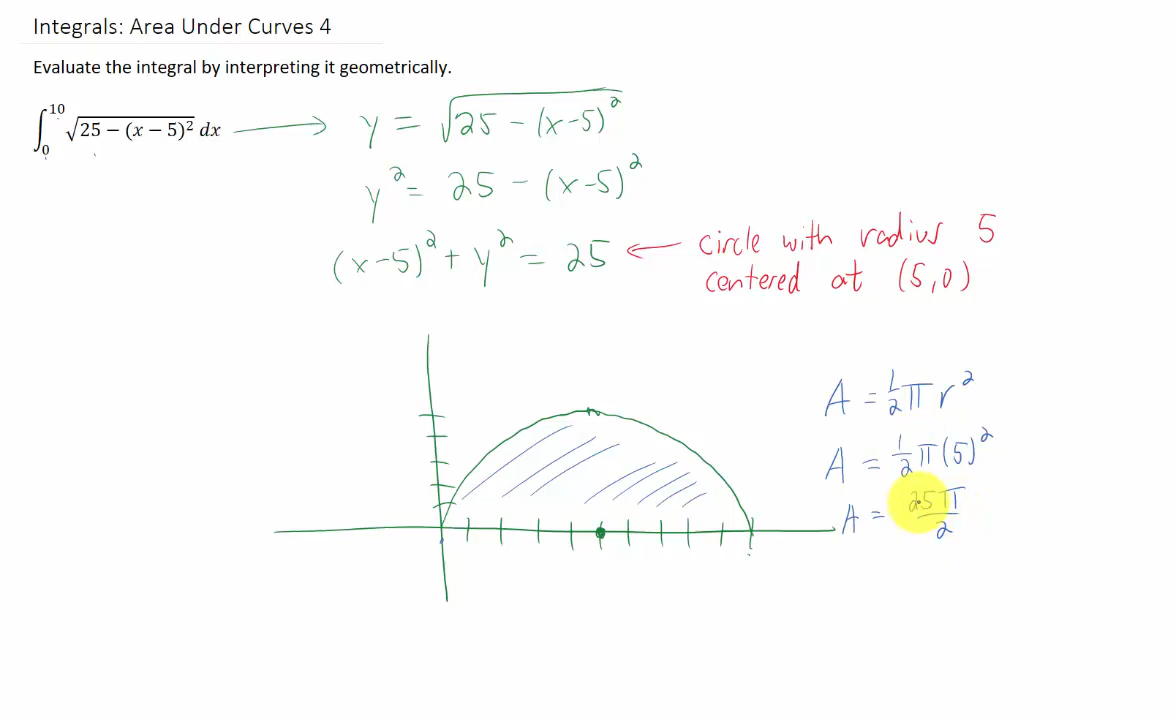 Integrals: Area Under Curves 4
Evaluate the integral by interpreting it geometrically.
∫₀¹⁰ √(25 − (x − 5)²) dx ⟶ y = √(25 − (x−5)²)
y² = 25 − (x−5)²
(x−5)² + y² = 25 ← circle with radius 5
centered at (5,0)
A = ½πr²
A = ½π(5)²
A = 25π/2